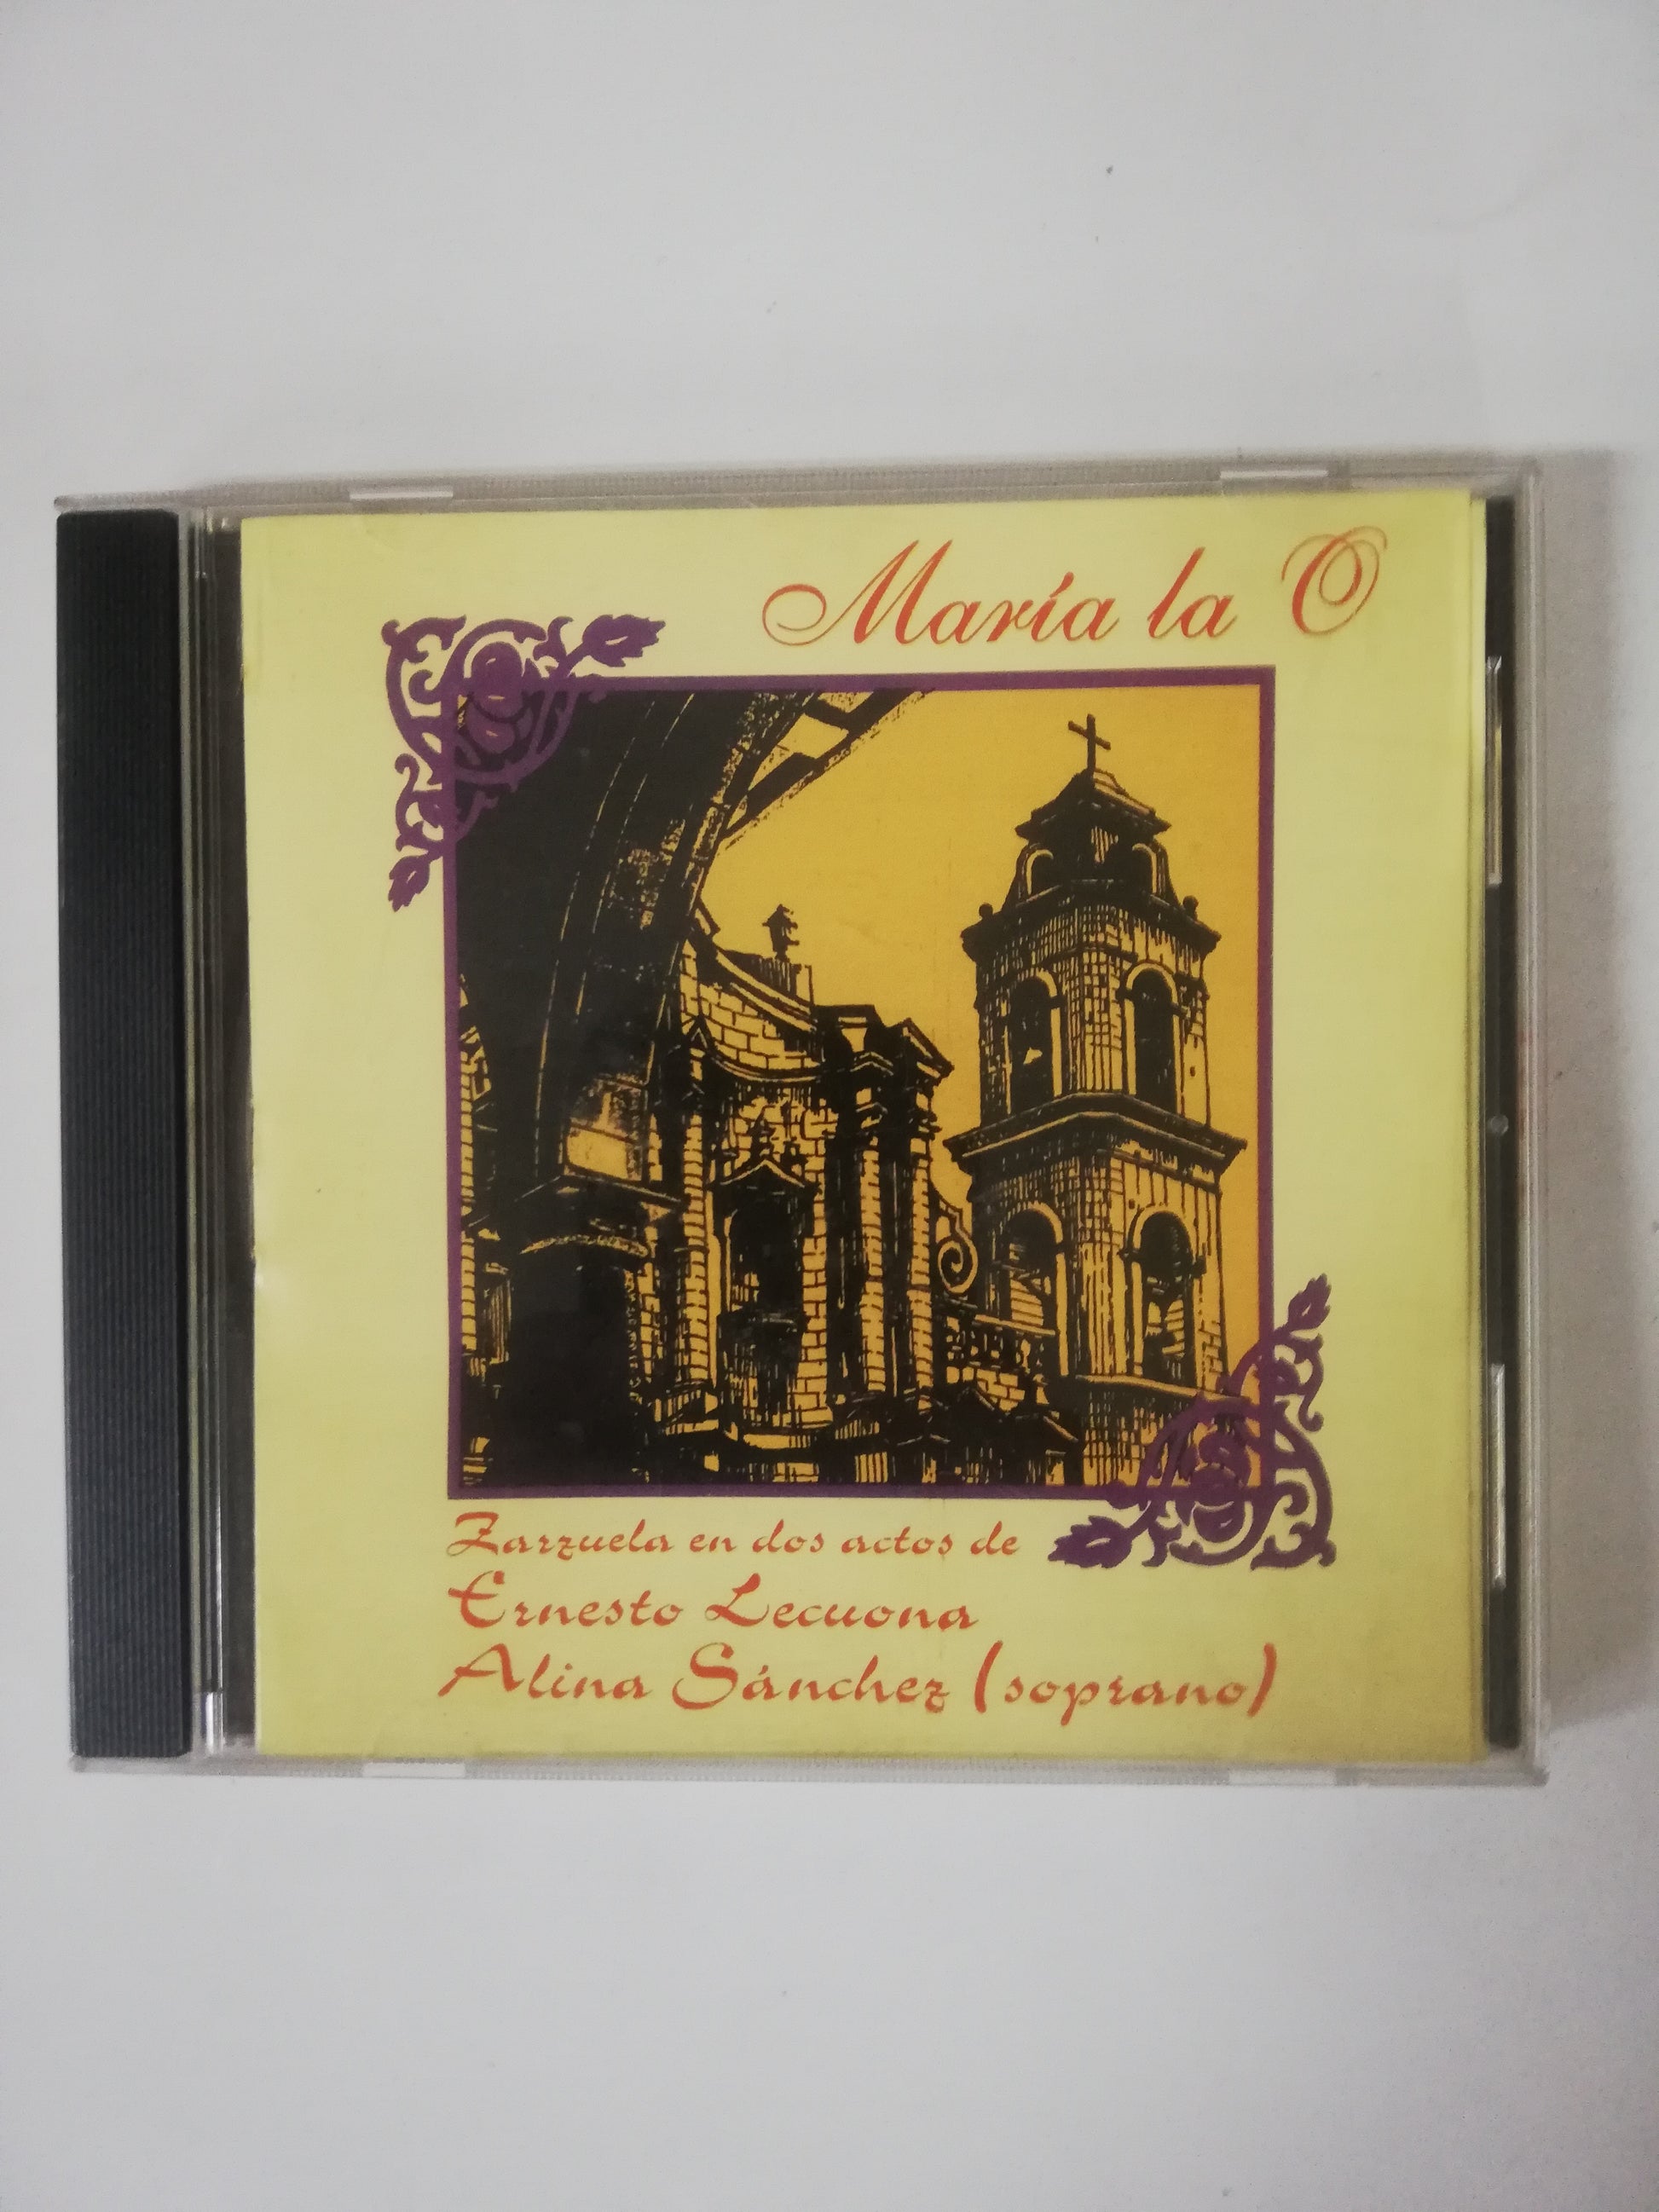 María la O
Zarzuela en dos actos de
Ernesto Lecuona
Alina Sánchez (soprano)